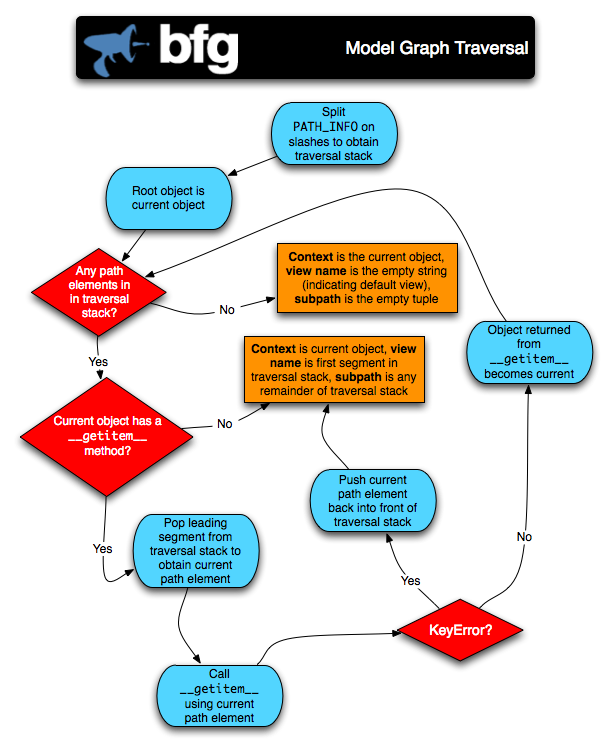 bfg
Model Graph Traversal
Split
PATH_INFO on
slashes to obtain
traversal stack
Root object is
current object
Any path
elements in
in traversal
stack?
No
Context is the current object,
view name is the empty string
(indicating default view),
subpath is the empty tuple
Yes
Object returned
from
__getitem__
becomes current
Context is current object, view
name is first segment in
traversal stack, subpath is any
remainder of traversal stack
Current object has a
__getitem__
method?
No
Push current
path element
back into front of
traversal stack
Yes
Pop leading
segment from
traversal stack to
obtain current
path element
No
Yes
KeyError?
Call
__getitem__
using current
path element